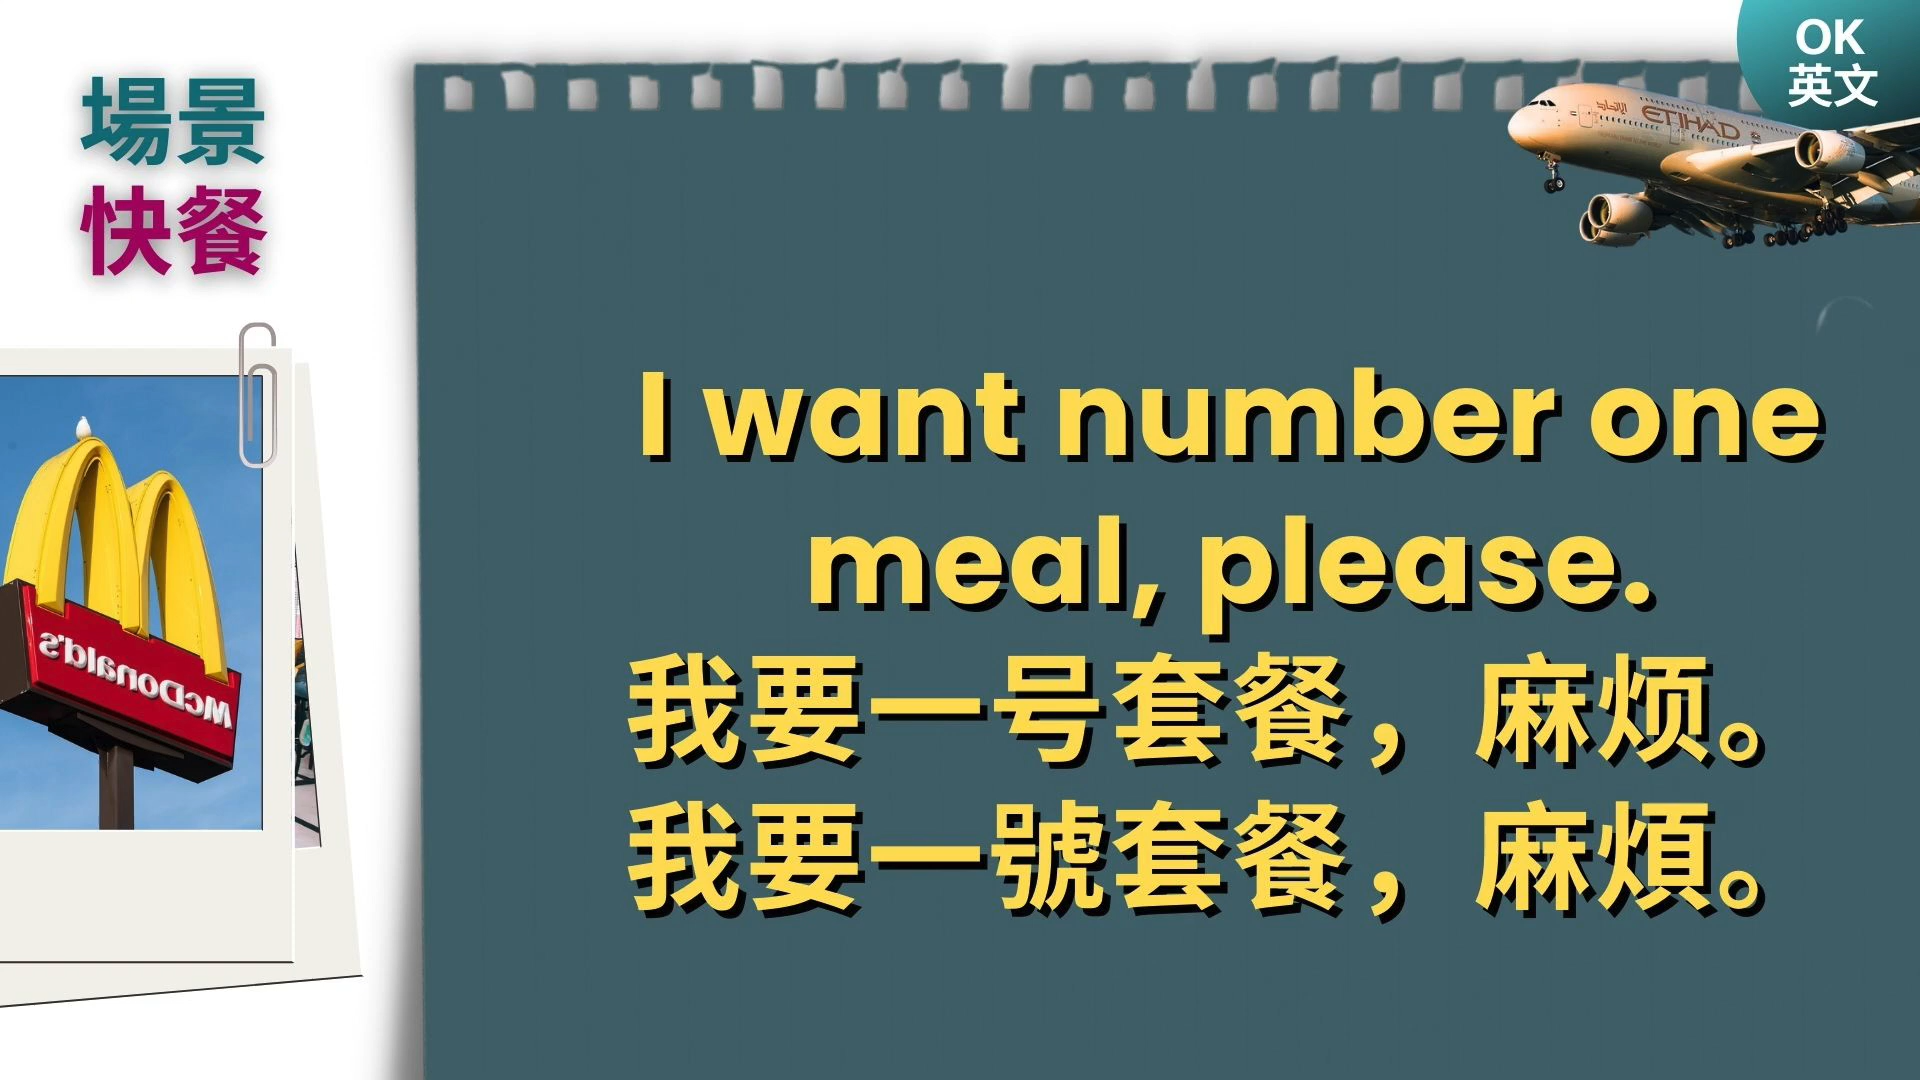 場景
快餐
OK
英文
الإتحاد
ETIHAD
McDonald's
I want number one
meal, please.
我要一号套餐，麻烦。
我要一號套餐，麻煩。